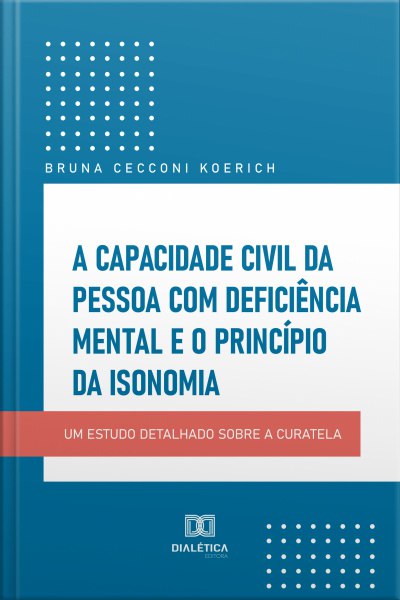 BRUNA CECCONI KOERICH
A CAPACIDADE CIVIL DA
PESSOA COM DEFICIÊNCIA
MENTAL E O PRINCÍPIO
DA ISONOMIA
UM ESTUDO DETALHADO SOBRE A CURATELA
DIALÉTICA
EDITORA